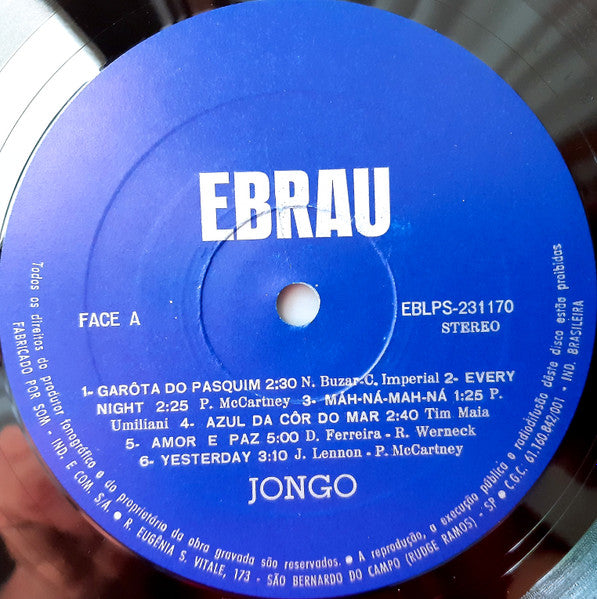 EBRAU
FACE A
EBLPS-231170
STEREO
1- GARÔTA DO PASQUIM 2:30 N. Buzar-C. Imperial 2- EVERY
NIGHT 2:25 P. McCartney 3- MAH-NÁ-MAH-NÁ 1:25 P.
Umiliani 4- AZUL DA CÔR DO MAR 2:40 Tim Maia
5- AMOR E PAZ 5:00 D. Ferreira - R. Werneck
6- YESTERDAY 3:10 J. Lennon - P. McCartney
JONGO
Todos os direitos do produtor fonográfico e do proprietário da obra gravada são reservados. • A reprodução, a execução pública e radiodifusão dêste disco estão proibidas
FABRICADO POR SOM - IND. E COM. S/A. • R. EUGÊNIA S. VITALE, 173 - SÃO BERNARDO DO CAMPO (RUDGE RAMOS) - SP • C.G.C. 61.160.842/001 - IND. BRASILEIRA